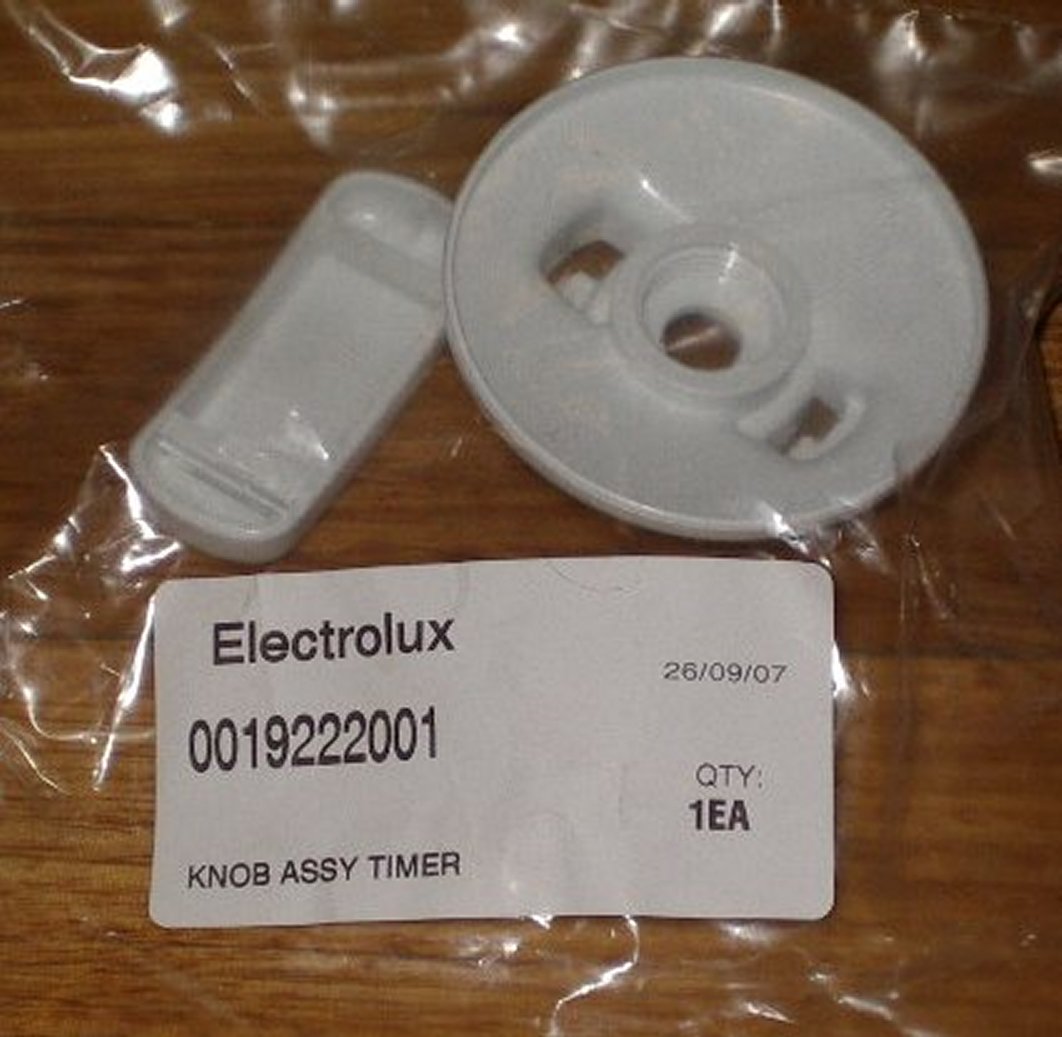 Electrolux
26/09/07
0019222001
QTY:
1EA
KNOB ASSY TIMER